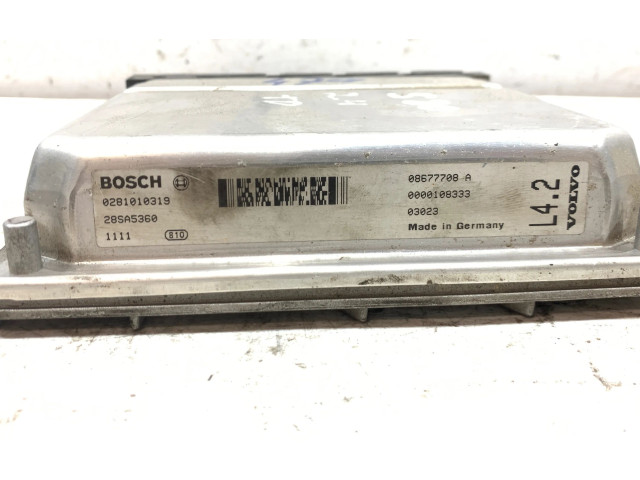 BOSCH
0281010319
28SA5360
1111 810
08677708 A
0000108333
03023
Made in Germany
L4.2
VOLVO